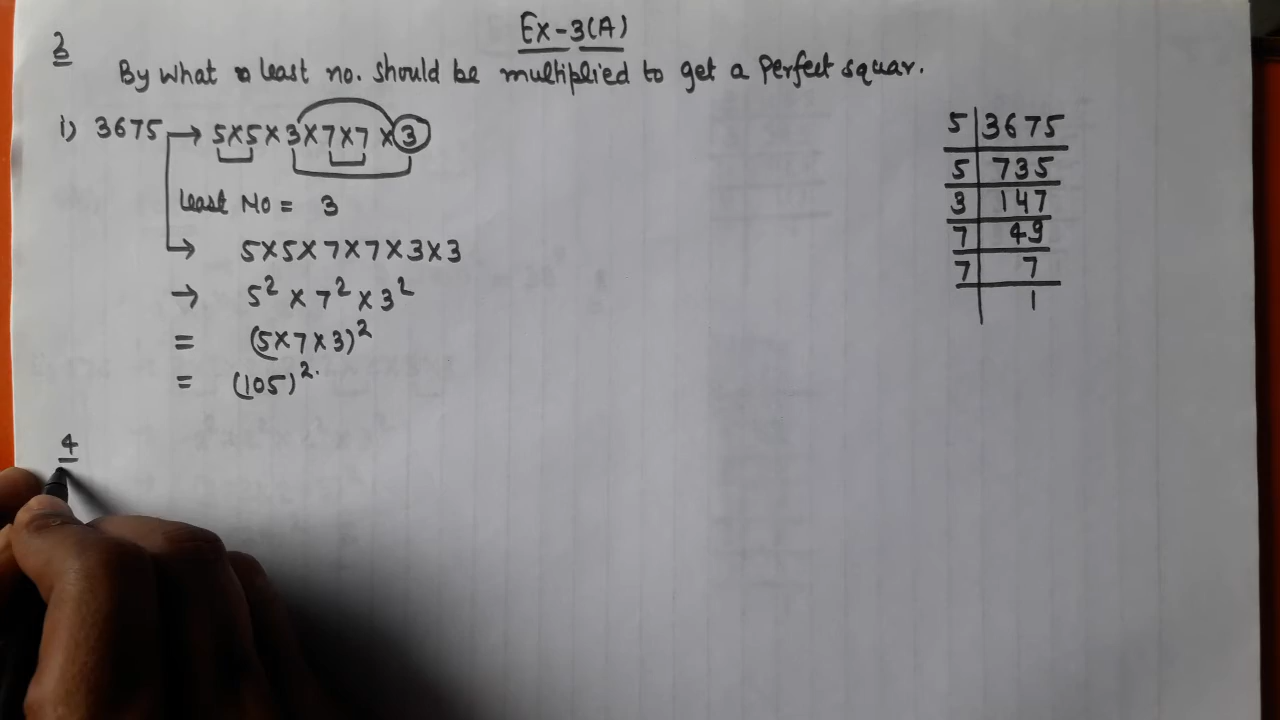 Ex-3(A)
3
By what least no. should be multiplied to get a perfect squar.
i) 3675 → 5×5×3×7×7×3
Least No = 3
→ 5×5×7×7×3×3
→ 5² × 7² × 3²
= (5×7×3)²
= (105)².
4
5 | 3675
5 | 735
3 | 147
7 | 49
7 | 7
| 1